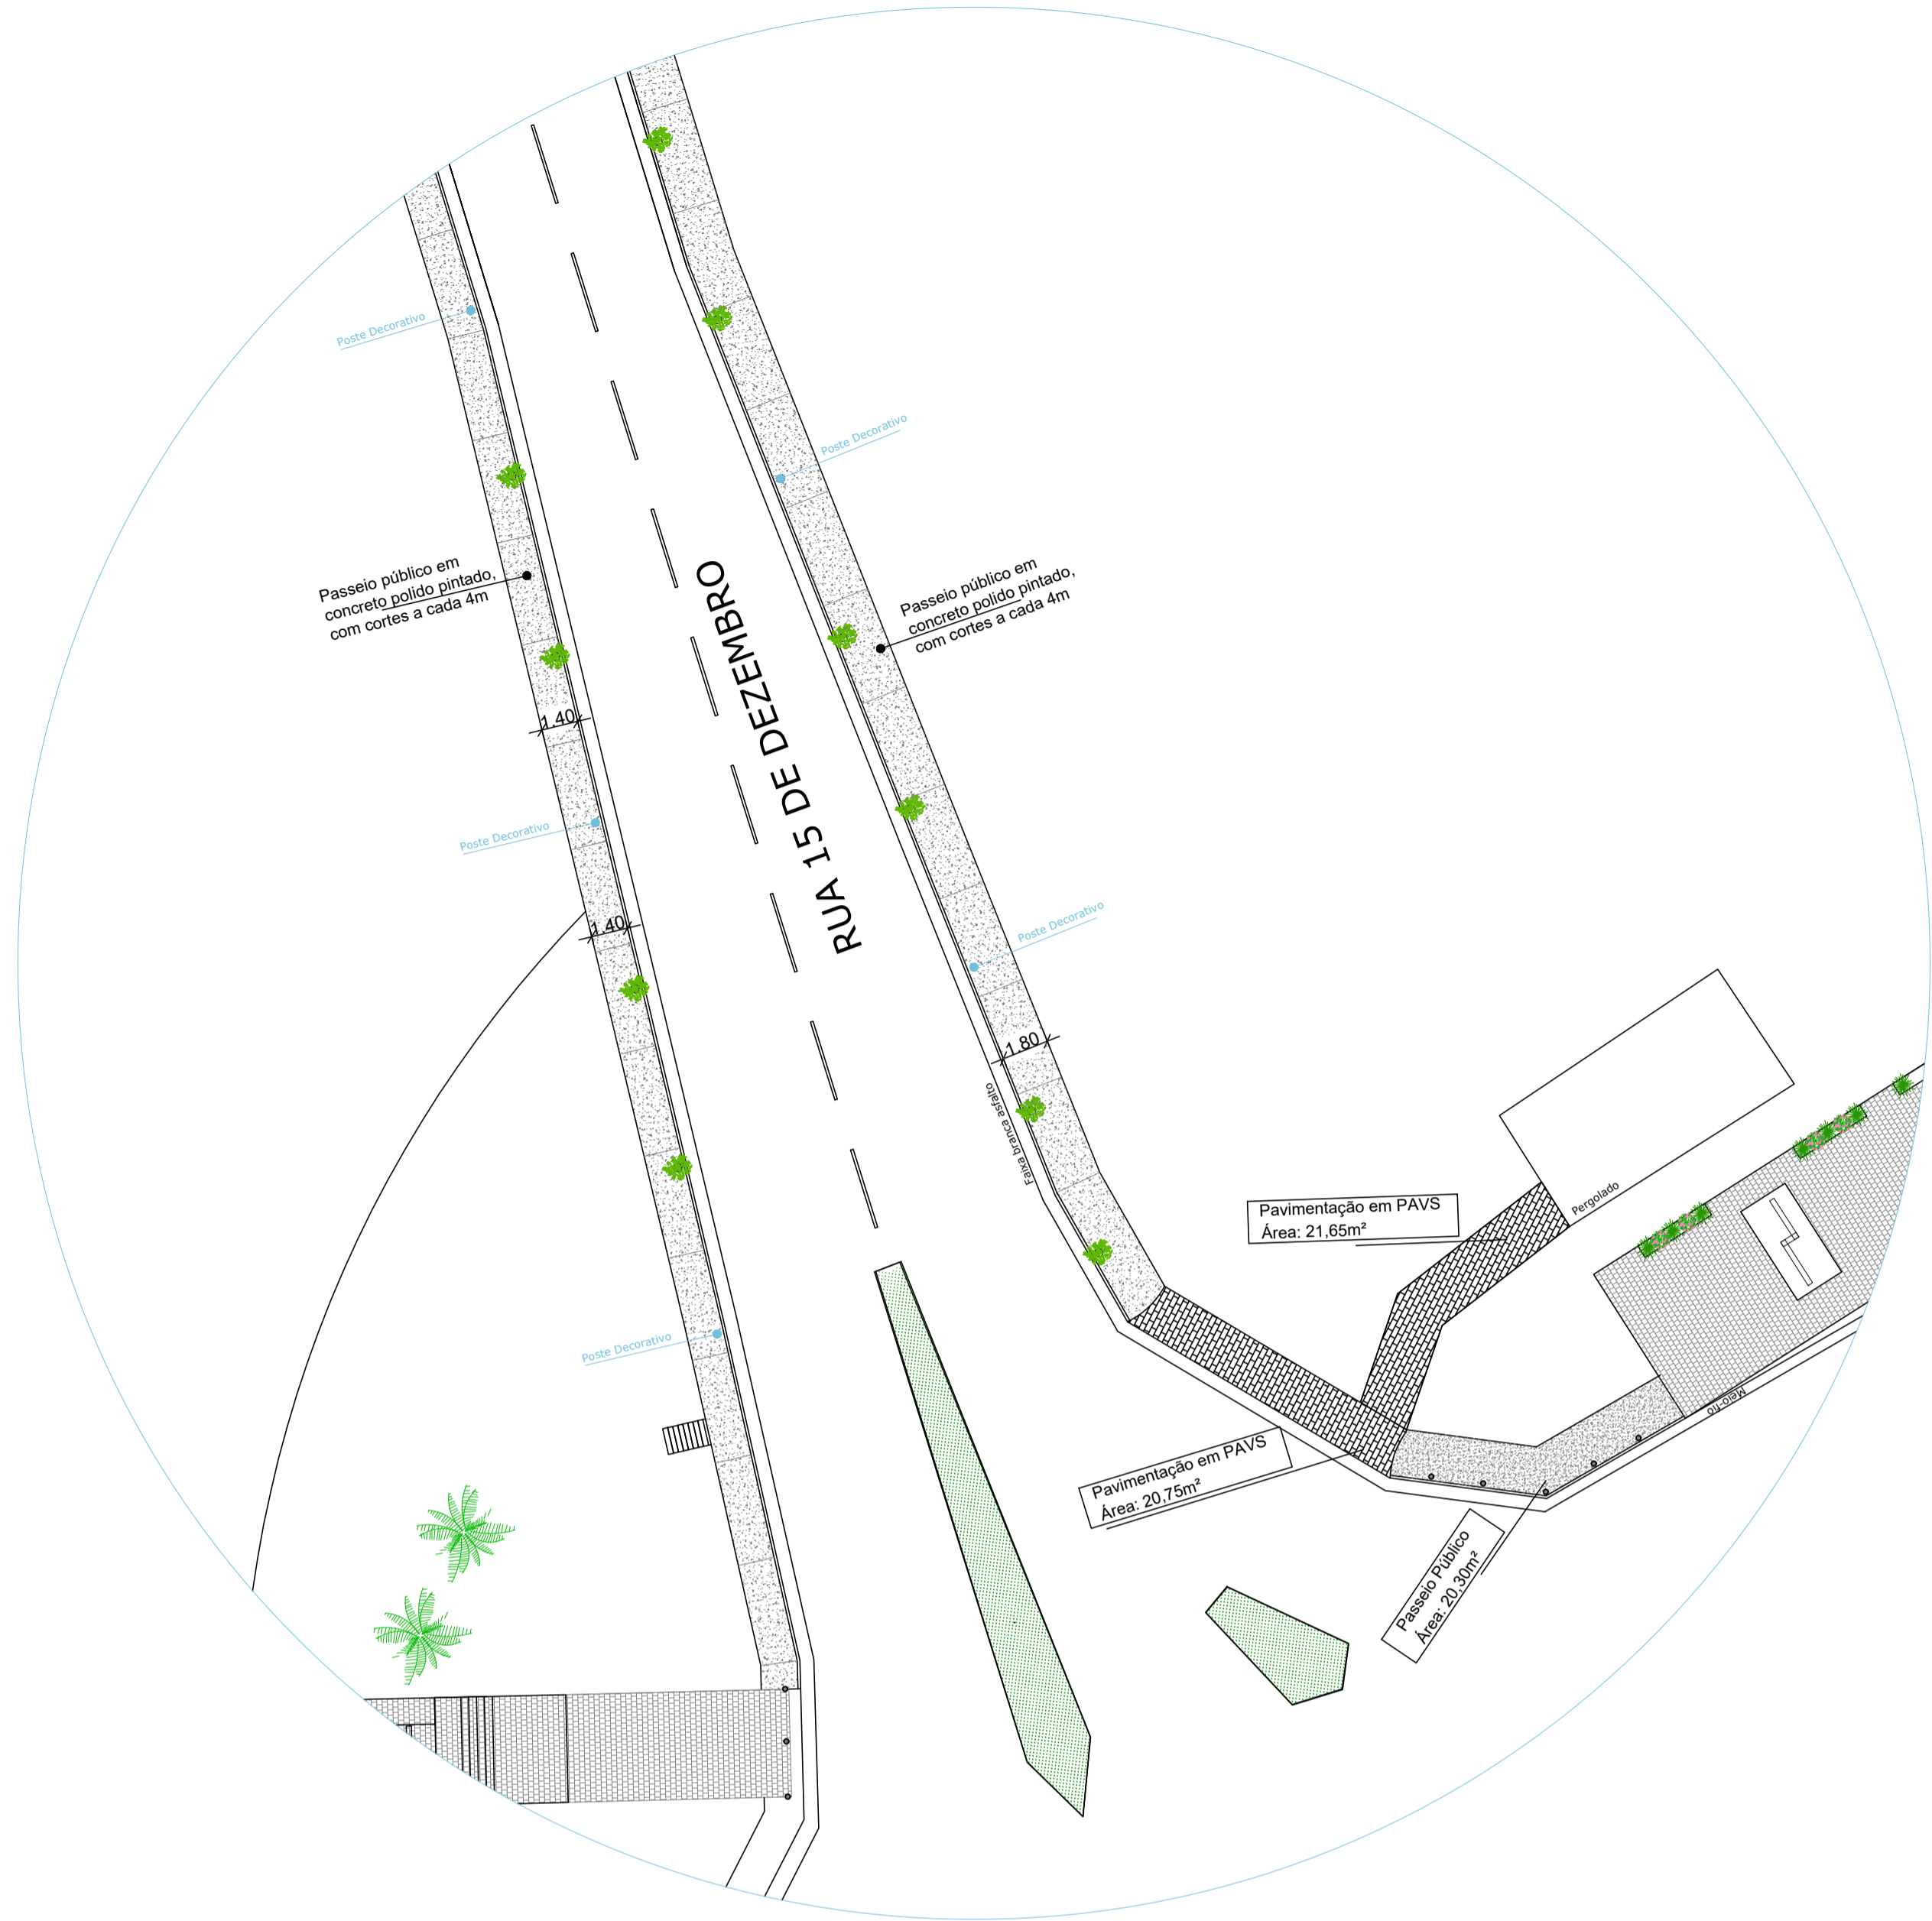 Poste Decorativo
Poste Decorativo
Passeio público em
concreto polido pintado,
com cortes a cada 4m
Passeio público em
concreto polido pintado,
com cortes a cada 4m
RUA 15 DE DEZEMBRO
1.40
Poste Decorativo
1.40
Poste Decorativo
1.80
Faixa branca asfalto
Pavimentação em PAVS
Área: 21,65m²
Pergolado
Poste Decorativo
Meio-fio
Pavimentação em PAVS
Área: 20,75m²
Passeio Público
Área: 20,30m²